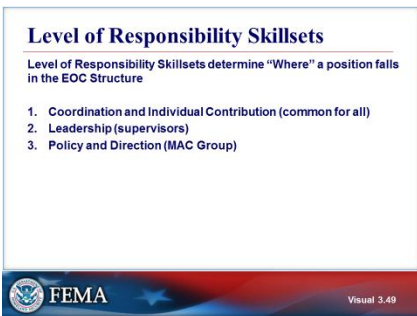 Level of Responsibility Skillsets
Level of Responsibility Skillsets determine “Where” a position falls
in the EOC Structure
1. Coordination and Individual Contribution (common for all)
2. Leadership (supervisors)
3. Policy and Direction (MAC Group)
FEMA
Visual 3.49